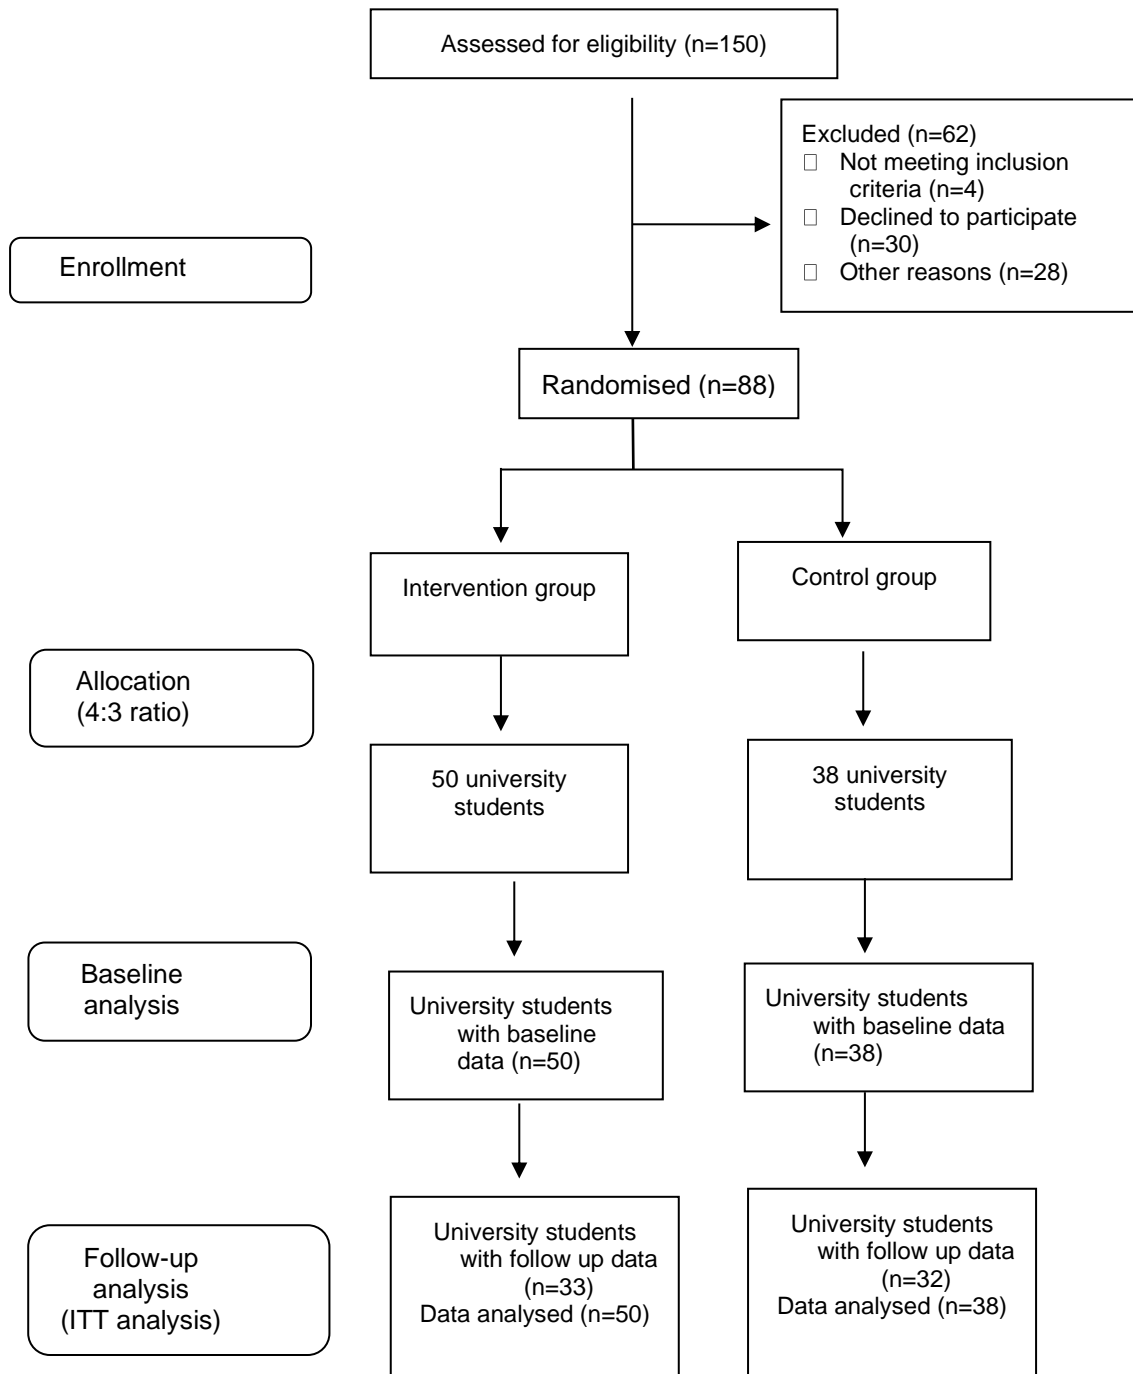 Assessed for eligibility (n=150)
Excluded (n=62)
□ Not meeting inclusion
criteria (n=4)
□ Declined to participate
(n=30)
□ Other reasons (n=28)
Enrollment
Randomised (n=88)
Intervention group
Control group
Allocation
(4:3 ratio)
50 university
students
38 university
students
Baseline
analysis
University students
with baseline
data (n=50)
University students
with baseline data
(n=38)
Follow-up
analysis
(ITT analysis)
University students
with follow up data
(n=33)
Data analysed (n=50)
University students
with follow up data
(n=32)
Data analysed (n=38)